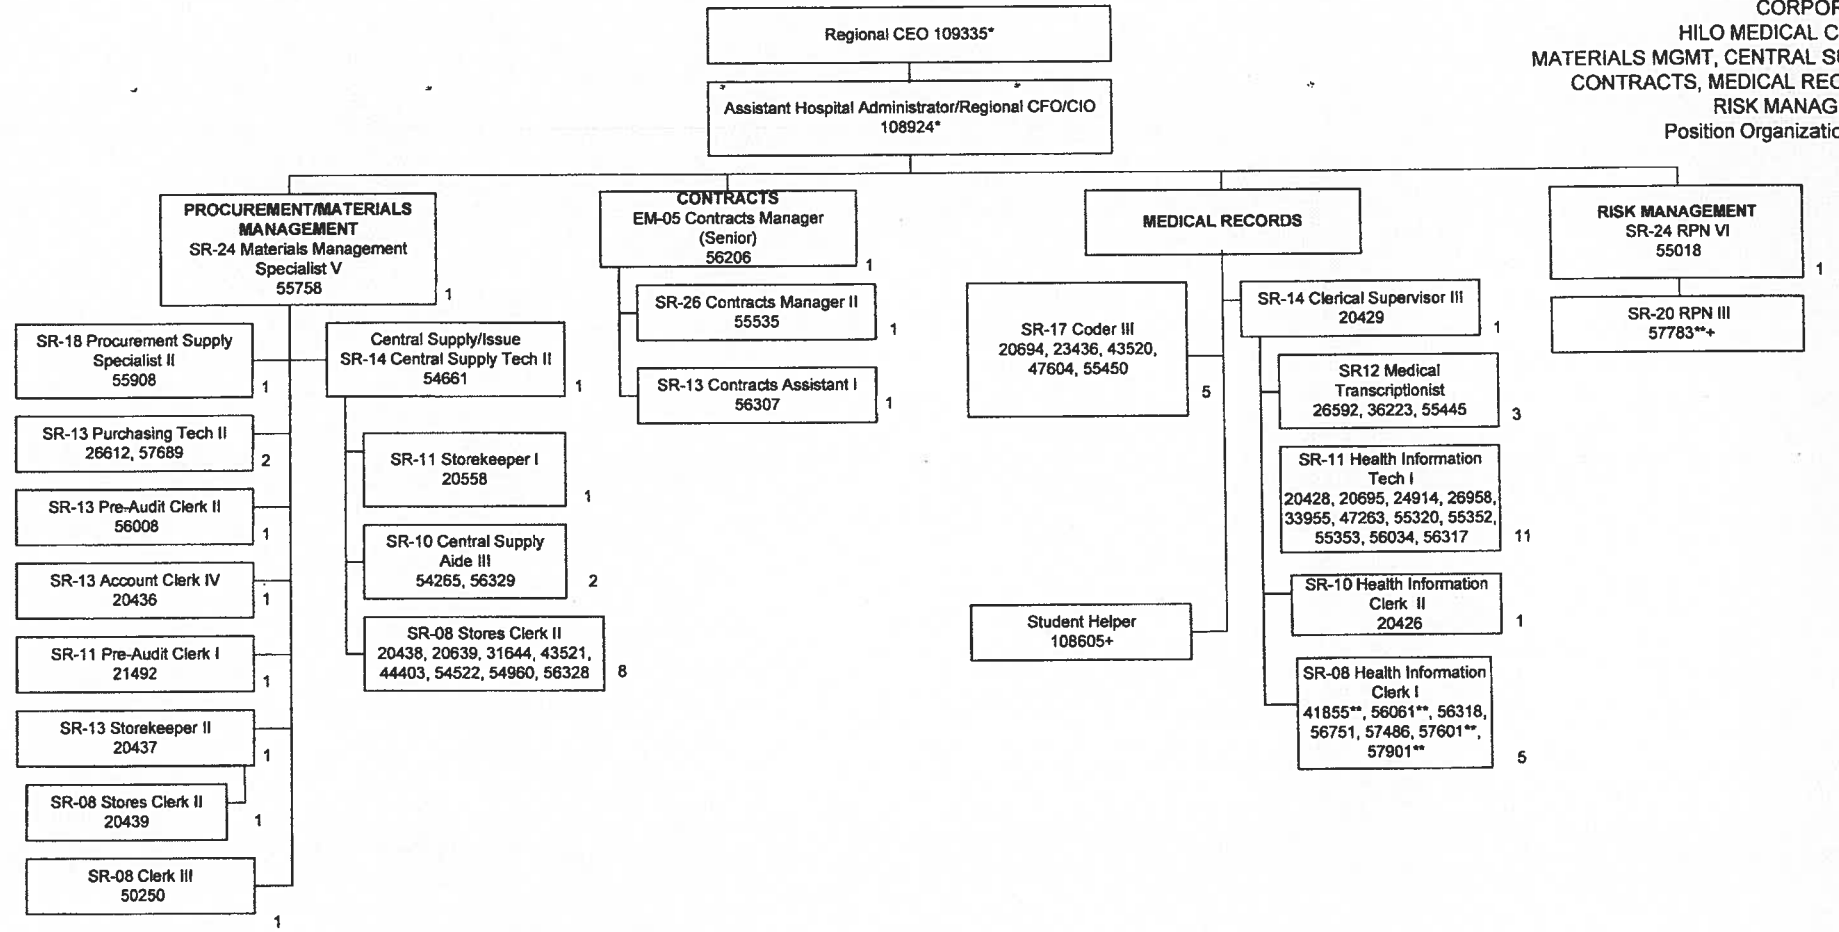 CORPOR
HILO MEDICAL C
MATERIALS MGMT, CENTRAL S
CONTRACTS, MEDICAL REC
RISK MANAG
Position Organizatio
Regional CEO 109335*
Assistant Hospital Administrator/Regional CFO/CIO
108924*
PROCUREMENT/MATERIALS
MANAGEMENT
SR-24 Materials Management
Specialist V
55758
1
SR-18 Procurement Supply
Specialist II
55908
1
SR-13 Purchasing Tech II
26612, 57689
2
SR-13 Pre-Audit Clerk II
56008
1
SR-13 Account Clerk IV
20436
1
SR-11 Pre-Audit Clerk I
21492
1
SR-13 Storekeeper II
20437
1
SR-08 Stores Clerk II
20439
1
SR-08 Clerk III
50250
1
Central Supply/Issue
SR-14 Central Supply Tech II
54661
1
SR-11 Storekeeper I
20558
1
SR-10 Central Supply
Aide III
54265, 56329
2
SR-08 Stores Clerk II
20438, 20639, 31644, 43521,
44403, 54522, 54960, 56328
8
CONTRACTS
EM-05 Contracts Manager
(Senior)
56206
1
SR-26 Contracts Manager II
55535
1
SR-13 Contracts Assistant I
56307
1
MEDICAL RECORDS
SR-17 Coder III
20694, 23436, 43520,
47604, 55450
5
Student Helper
108605+
SR-14 Clerical Supervisor III
20429
1
SR12 Medical
Transcriptionist
26592, 36223, 55445
3
SR-11 Health Information
Tech I
20428, 20695, 24914, 26958,
33955, 47263, 55320, 55352,
55353, 56034, 56317
11
SR-10 Health Information
Clerk II
20426
1
SR-08 Health Information
Clerk I
41855**, 56061**, 56318,
56751, 57486, 57601**,
57901**
5
RISK MANAGEMENT
SR-24 RPN VI
55018
1
SR-20 RPN III
57783**+